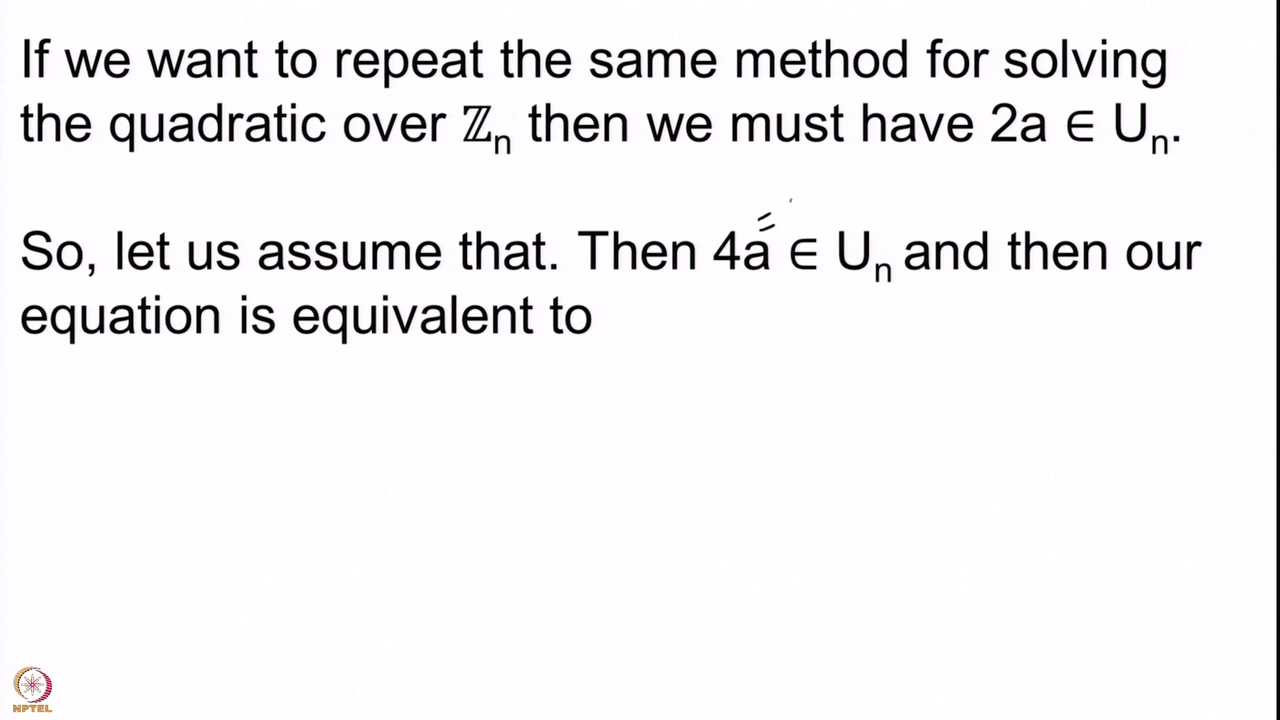 If we want to repeat the same method for solving
the quadratic over ℤₙ then we must have 2a ∈ Uₙ.
So, let us assume that. Then 4a ∈ Uₙ and then our
equation is equivalent to
NPTEL